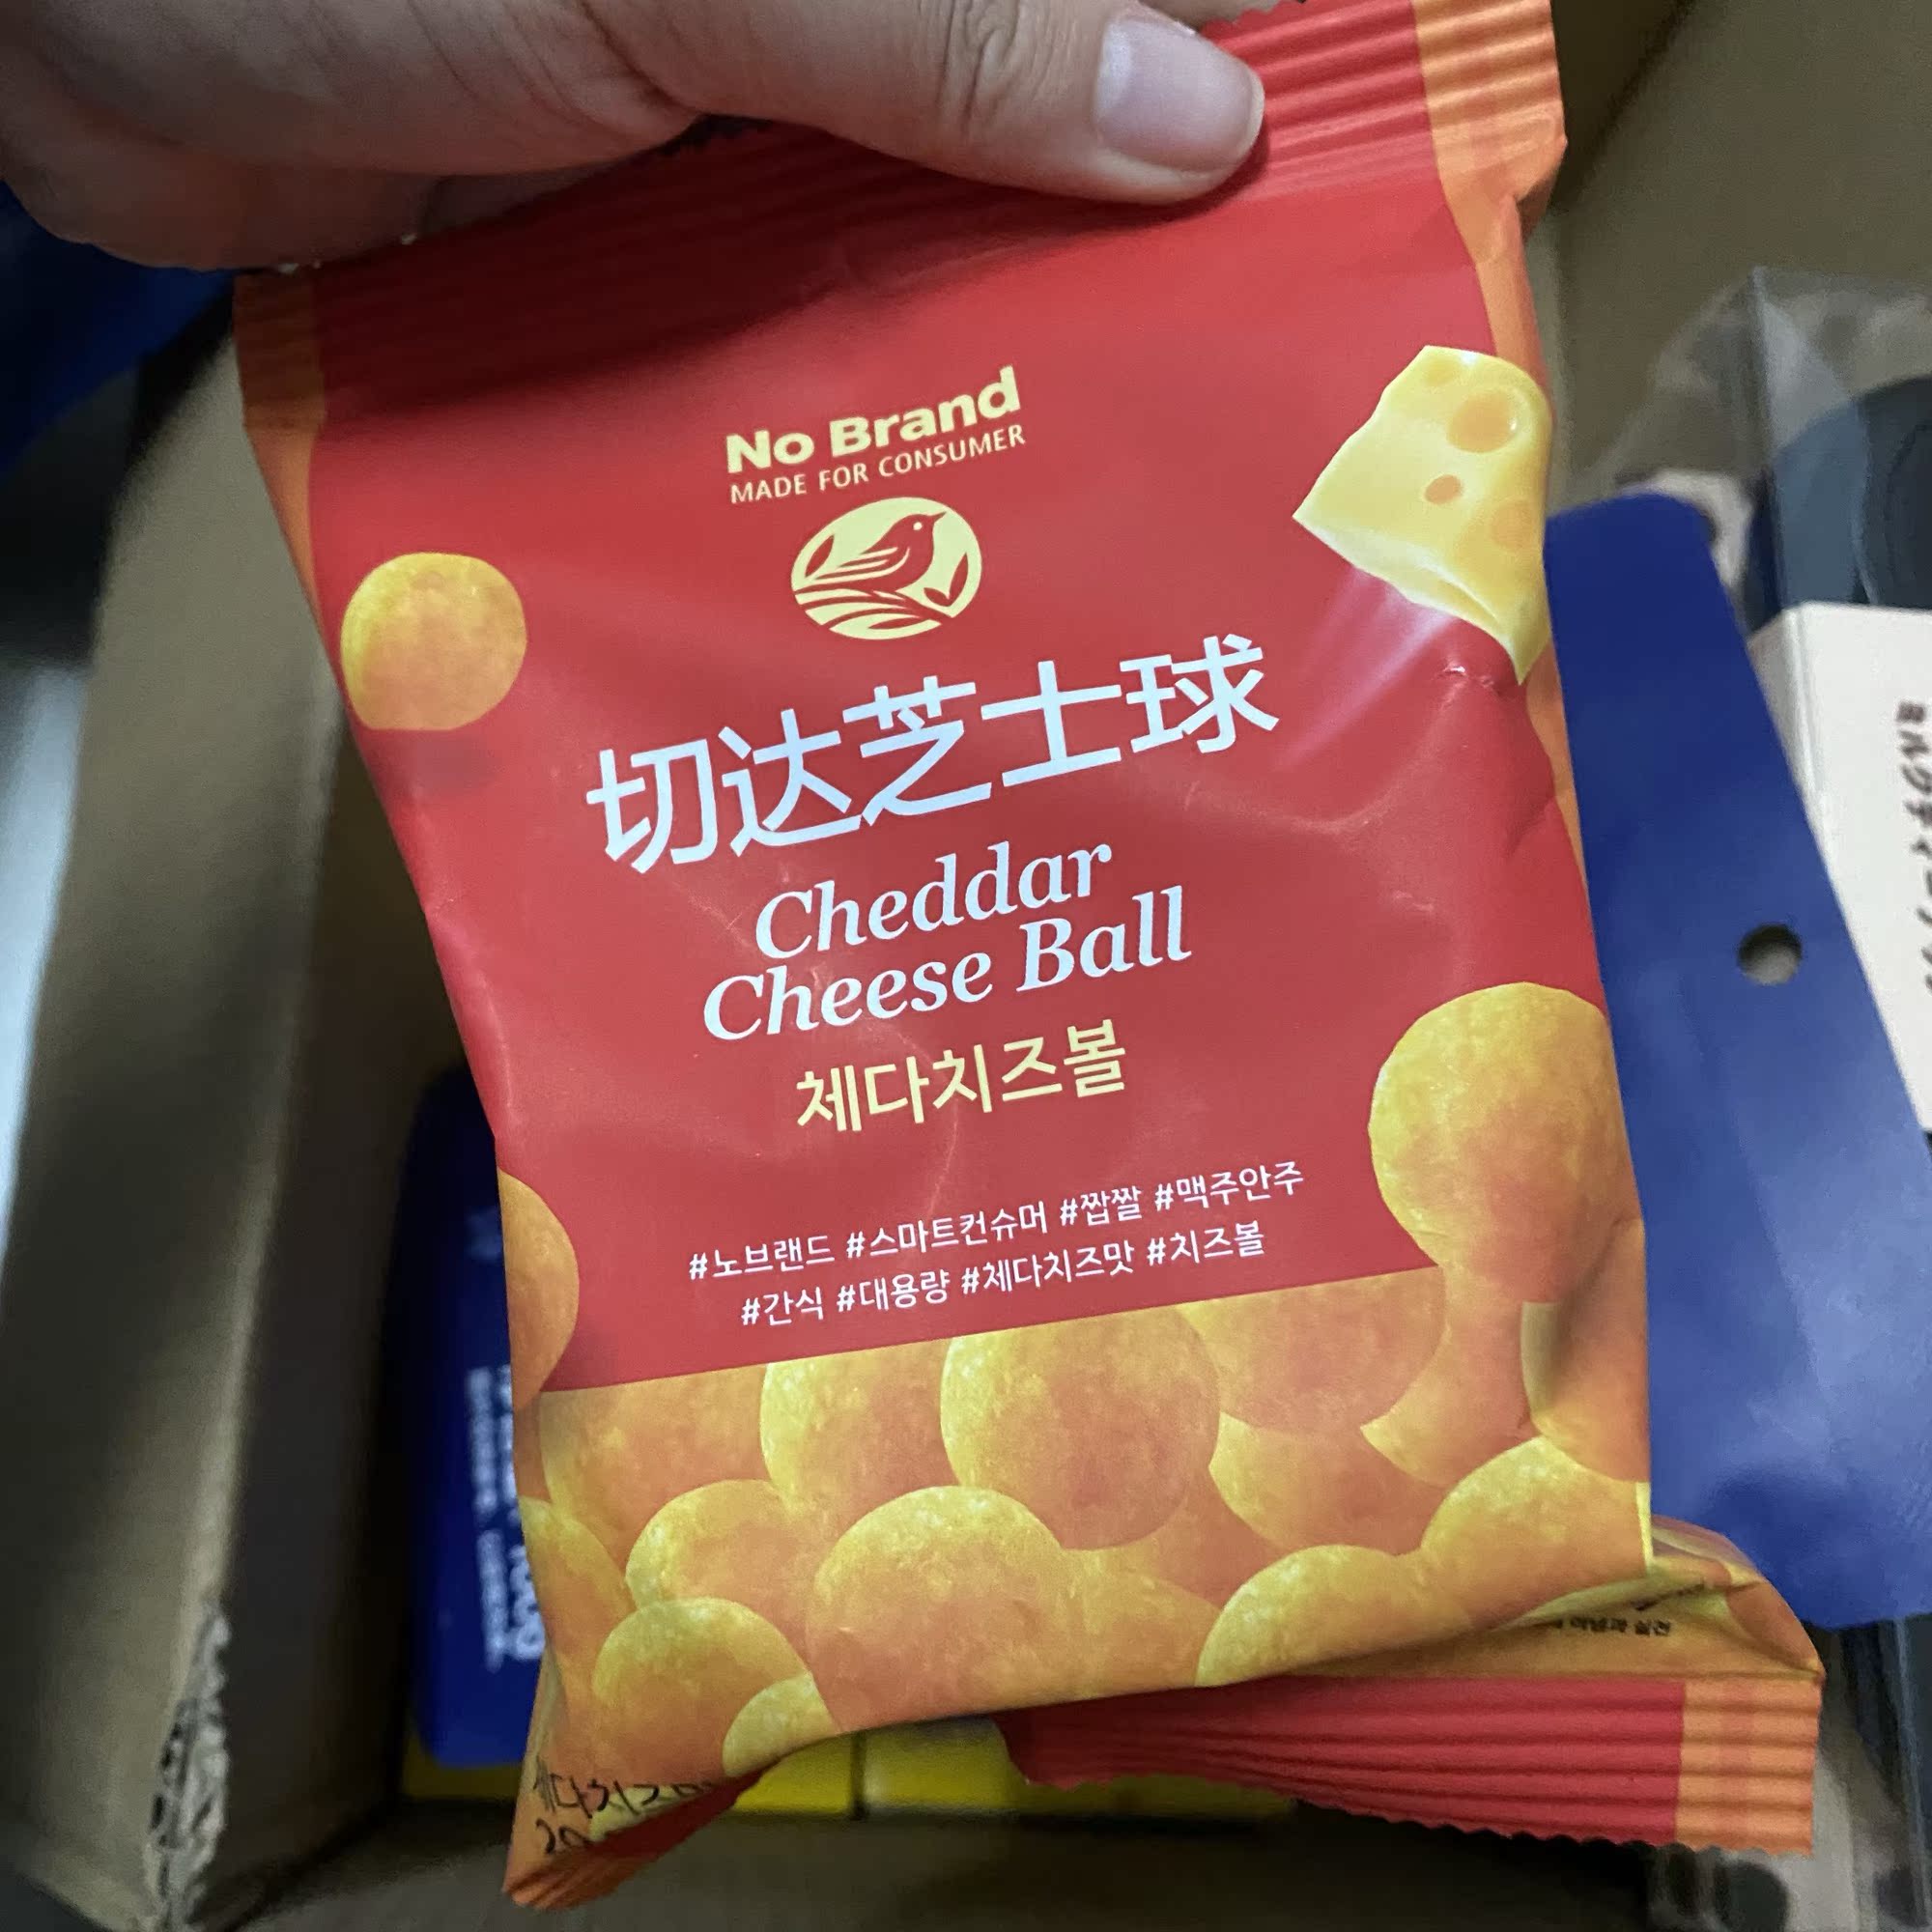 No Brand
MADE FOR CONSUMER
切达芝士球
Cheddar
Cheese Ball
체다치즈볼
#노브랜드 #스마트컨슈머 #짭짤 #맥주안주
#간식 #대용량 #체다치즈맛 #치즈볼